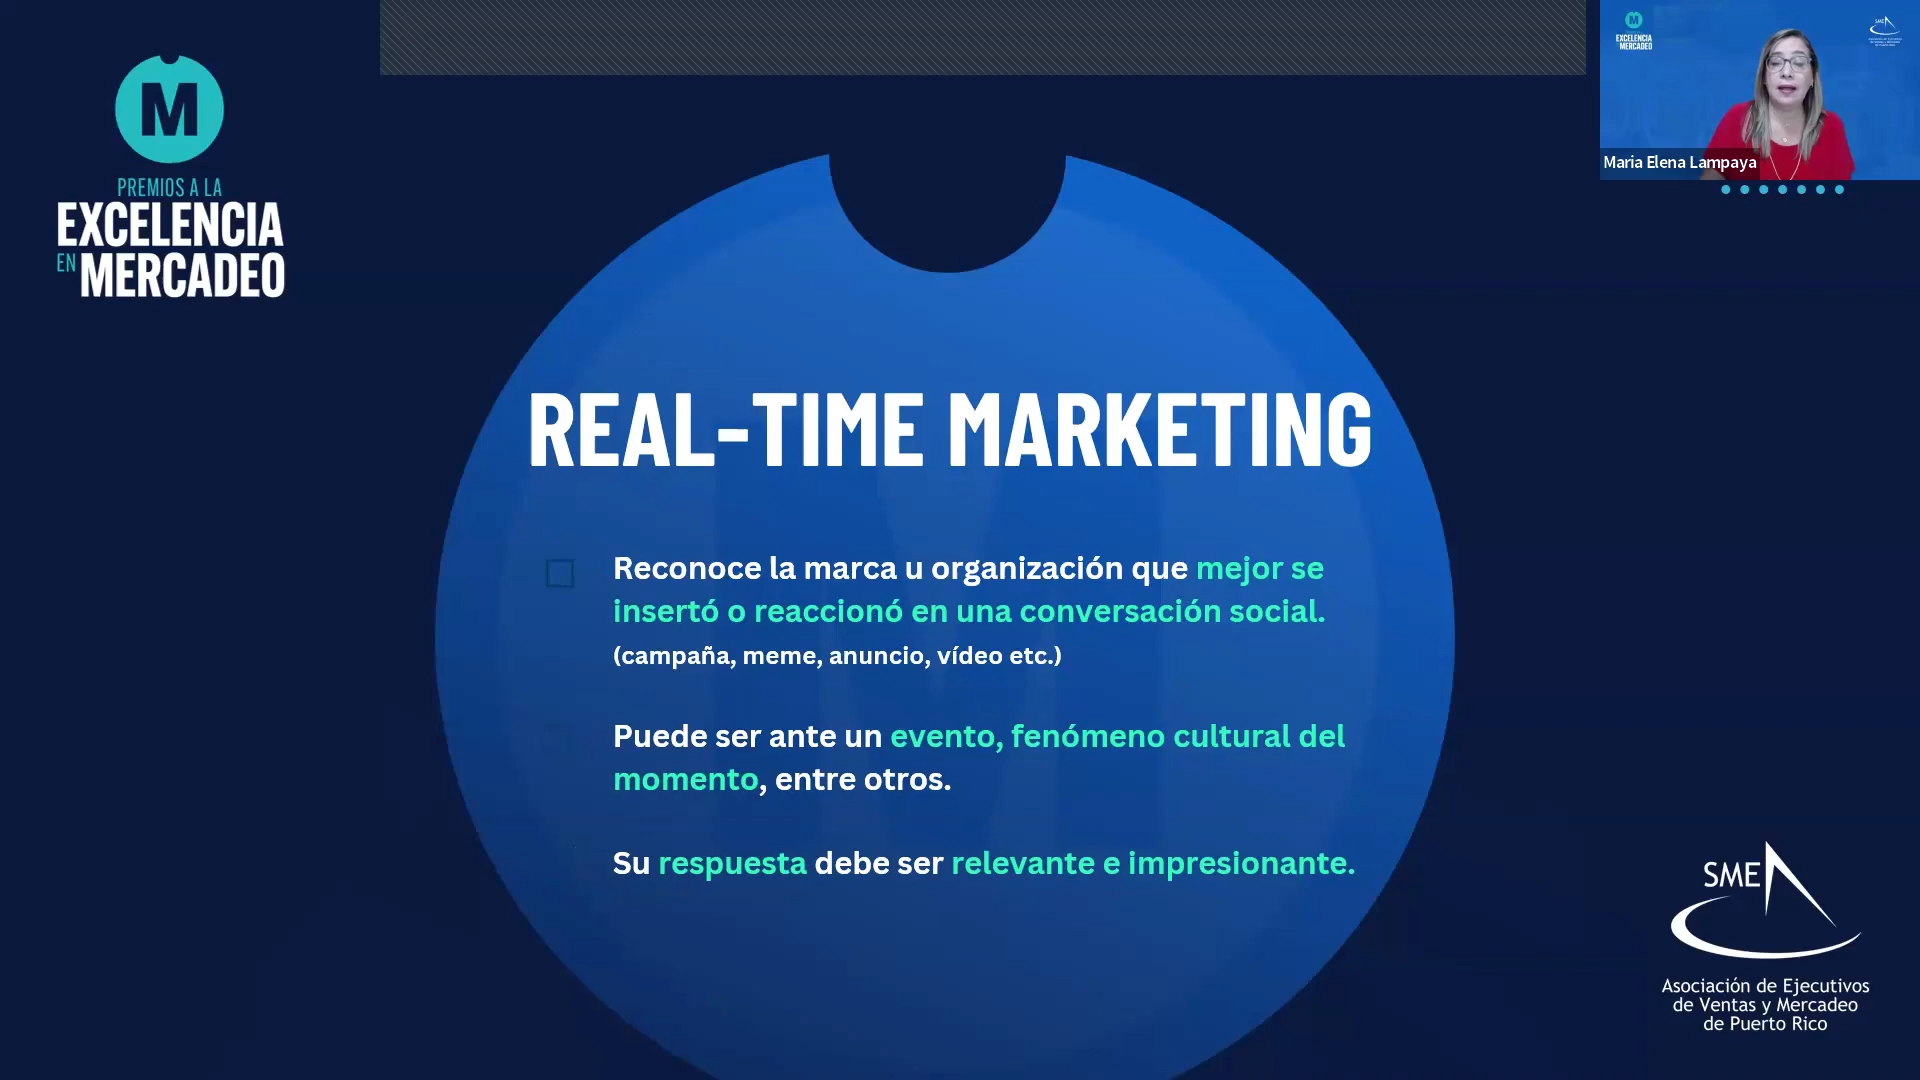 M
PREMIOS A LA
EXCELENCIA
EN MERCADEO
M
EXCELENCIA
MERCADEO
SME
Maria Elena Lampaya
REAL-TIME MARKETING
Reconoce la marca u organización que mejor se
insertó o reaccionó en una conversación social.
(campaña, meme, anuncio, vídeo etc.)
Puede ser ante un evento, fenómeno cultural del
momento, entre otros.
Su respuesta debe ser relevante e impresionante.
SME
Asociación de Ejecutivos
de Ventas y Mercadeo
de Puerto Rico